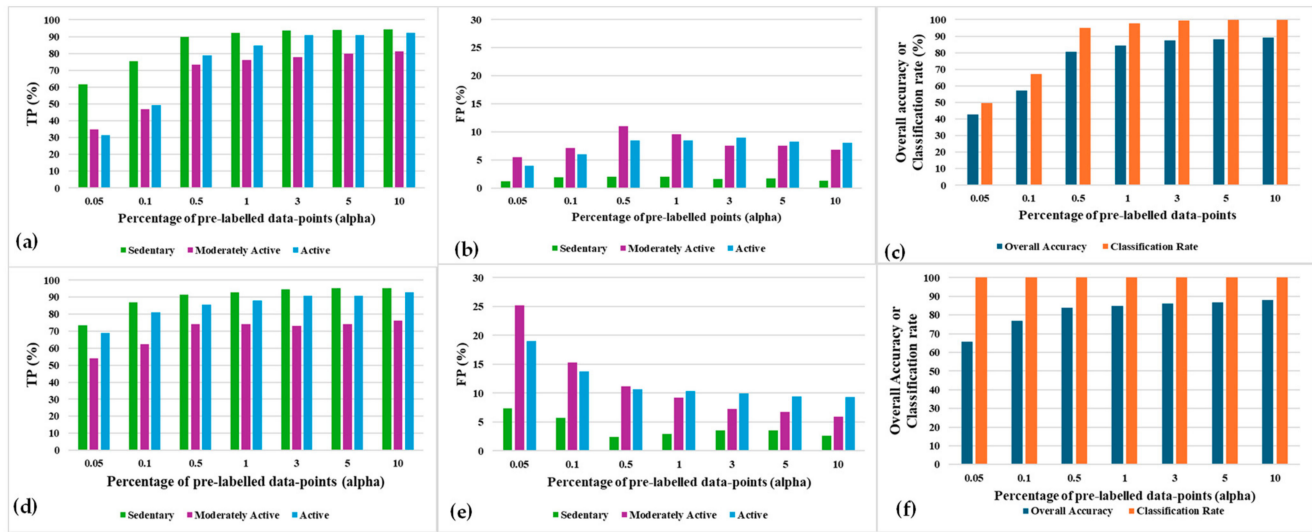 100
90
80
70
60
50
40
30
20
10
0
TP (%)
0.05 0.1 0.5 1 3 5 10
Percentage of pre-labelled data-points (alpha)
(a)
Sedentary Moderately Active Active
30
25
20
15
10
5
0
FP (%)
0.05 0.1 0.5 1 3 5 10
Percentage of pre-labelled points (alpha)
(b)
Sedentary Moderately Active Active
100
90
80
70
60
50
40
30
20
10
0
Overall accuracy or
Classification rate (%)
0.05 0.1 0.5 1 3 5 10
Percentage of pre-labelled data-points
(c)
Overall Accuracy Classification Rate
100
90
80
70
60
50
40
30
20
10
0
TP (%)
0.05 0.1 0.5 1 3 5 10
Percentage of pre-labelled data-points (alpha)
(d)
Sedentary Moderately Active Active
30
25
20
15
10
5
0
FP (%)
0.05 0.1 0.5 1 3 5 10
Percentage of pre-labelled data-points (alpha)
(e)
Sedentary Moderately Active Active
100
90
80
70
60
50
40
30
20
10
0
Overall Accuracy or
Classification rate
0.05 0.1 0.5 1 3 5 10
Percentage of pre-labelled data-points (alpha)
(f)
Overall Accuracy Classification Rate